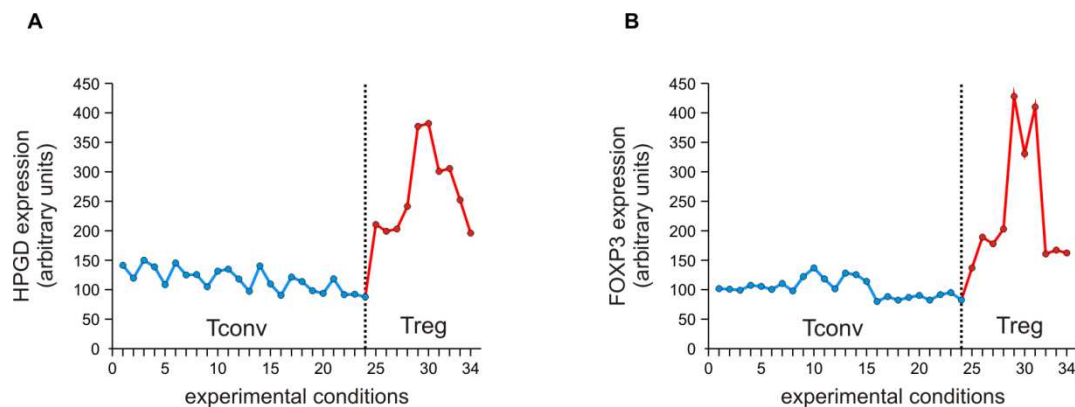 A
HPGD expression
(arbitrary units)
450
400
350
300
250
200
150
100
50
0
Tconv
Treg
0 5 10 15 20 25 30 34
experimental conditions
B
FOXP3 expression
(arbitrary units)
450
400
350
300
250
200
150
100
50
0
Tconv
Treg
0 5 10 15 20 25 30 34
experimental conditions